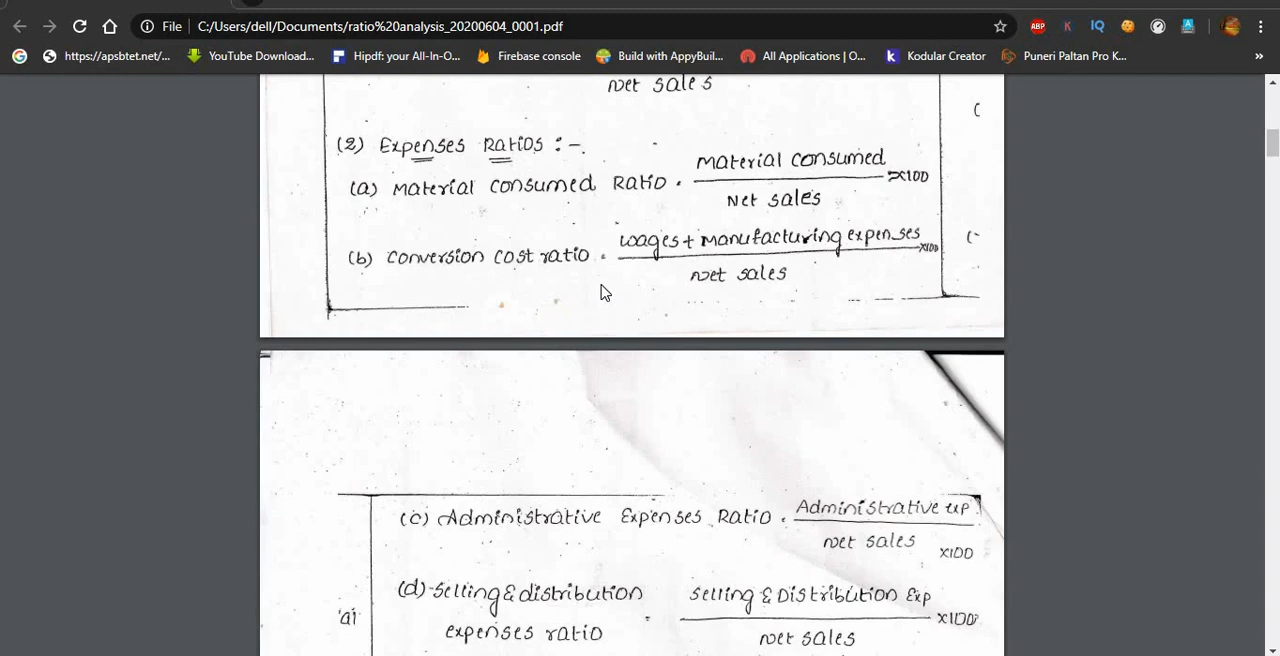 File C:/Users/dell/Documents/ratio%20analysis_20200604_0001.pdf
ABP K IQ A
https://apsbtet.net/... YouTube Download... Hipdf: your All-In-O... Firebase console Build with AppyBuil... All Applications | O... Kodular Creator Puneri Paltan Pro K... »
Net sales
(2) Expenses Ratios :-.
(a) Material consumed Ratio = Material consumed ×100
Net sales
(b) Conversion cost ratio = wages + manufacturing expenses ×100
Net sales
(c) Administrative Expenses Ratio = Administrative exp
Net sales ×100
(d) Selling & distribution expenses ratio = Selling & Distribution Exp ×100
Net sales